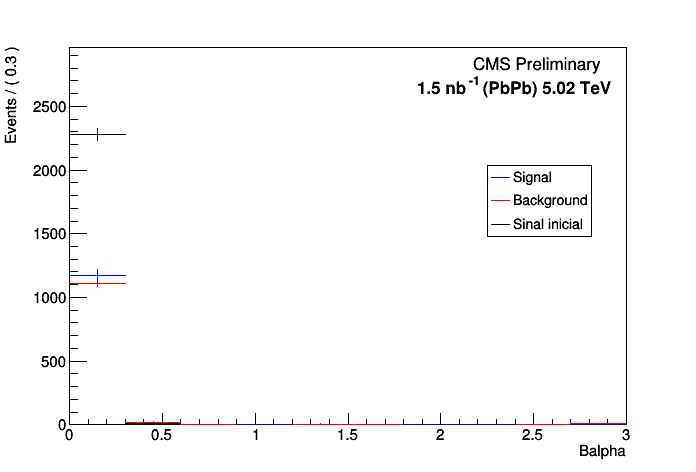 CMS Preliminary
1.5 nb-1 (PbPb) 5.02 TeV
Events / ( 0.3 )
2500
2000
1500
1000
500
0
Signal
Background
Sinal inicial
0 0.5 1 1.5 2 2.5 3
Balpha